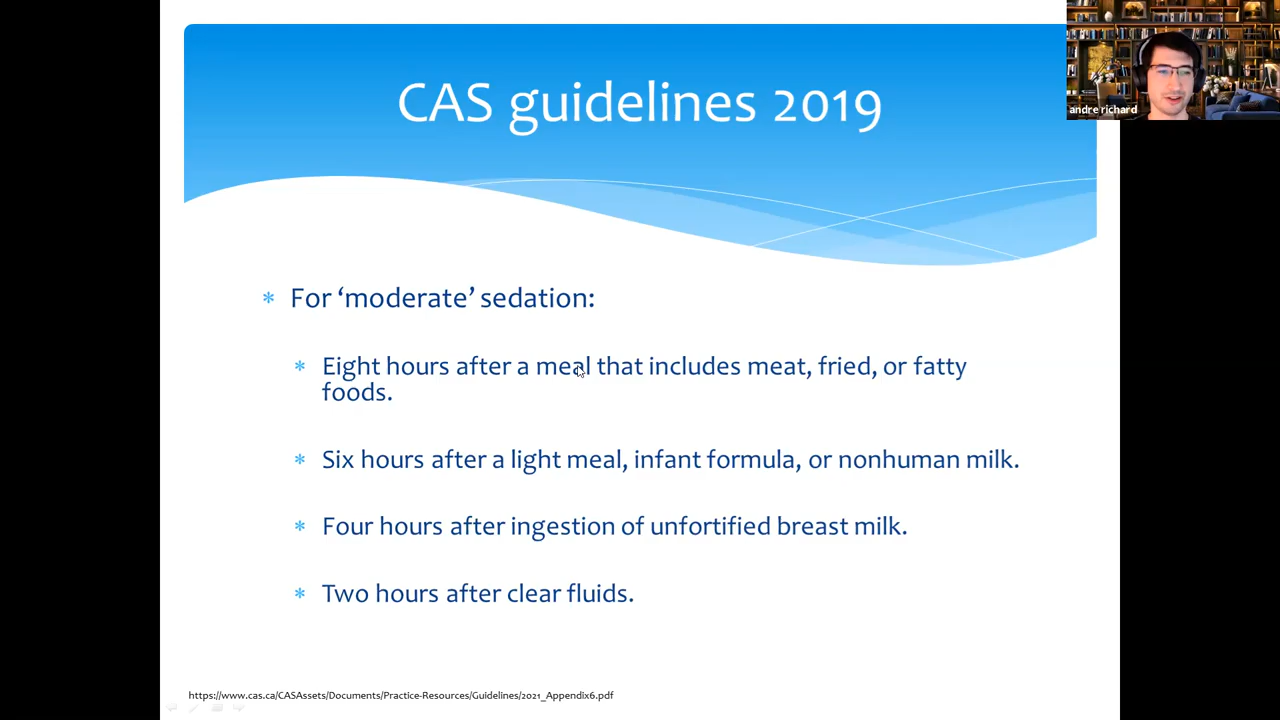 CAS guidelines 2019
andre richard
* For ‘moderate’ sedation:
* Eight hours after a meal that includes meat, fried, or fatty
foods.
* Six hours after a light meal, infant formula, or nonhuman milk.
* Four hours after ingestion of unfortified breast milk.
* Two hours after clear fluids.
https://www.cas.ca/CASAssets/Documents/Practice-Resources/Guidelines/2021_Appendix6.pdf